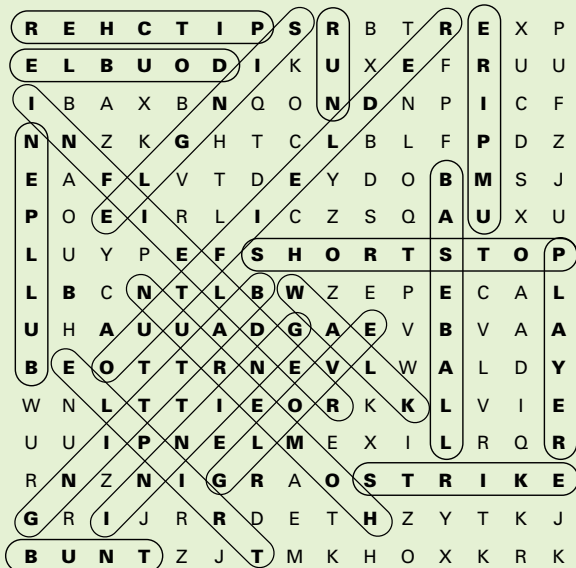 R E H C T I P S R B T R E X P
E L B U O D I K U X E F R U U
I B A X B N Q O N D N P I C F
N N Z K G H T C L B L F P D Z
E A F L V T D E Y D O B M S J
P O E I R L I C Z S Q A U X U
L U Y P E F S H O R T S T O P
L B C N T L B W Z E P E C A L
U H A U U A D G A E V B V A A
B E O T T R N E V L W A L D Y
W N L T T I E O R K K L V I E
U U I P N E L M E X I L R Q R
R N Z N I G R A O S T R I K E
G R I J R R D E T H Z Y T K J
B U N T Z J T M K H O X K R K